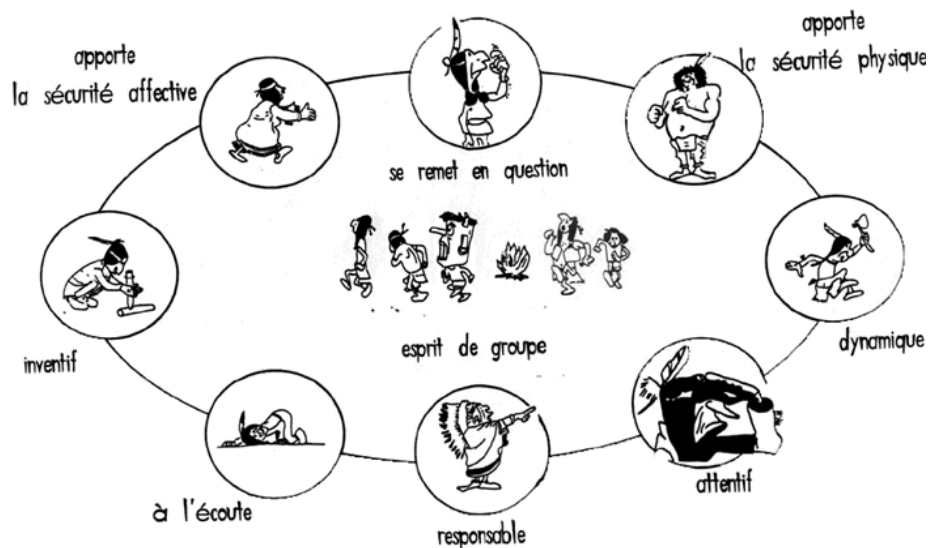 apporte
la sécurité affective
apporte
la sécurité physique
se remet en question
inventif
esprit de groupe
dynamique
à l'écoute
responsable
attentif